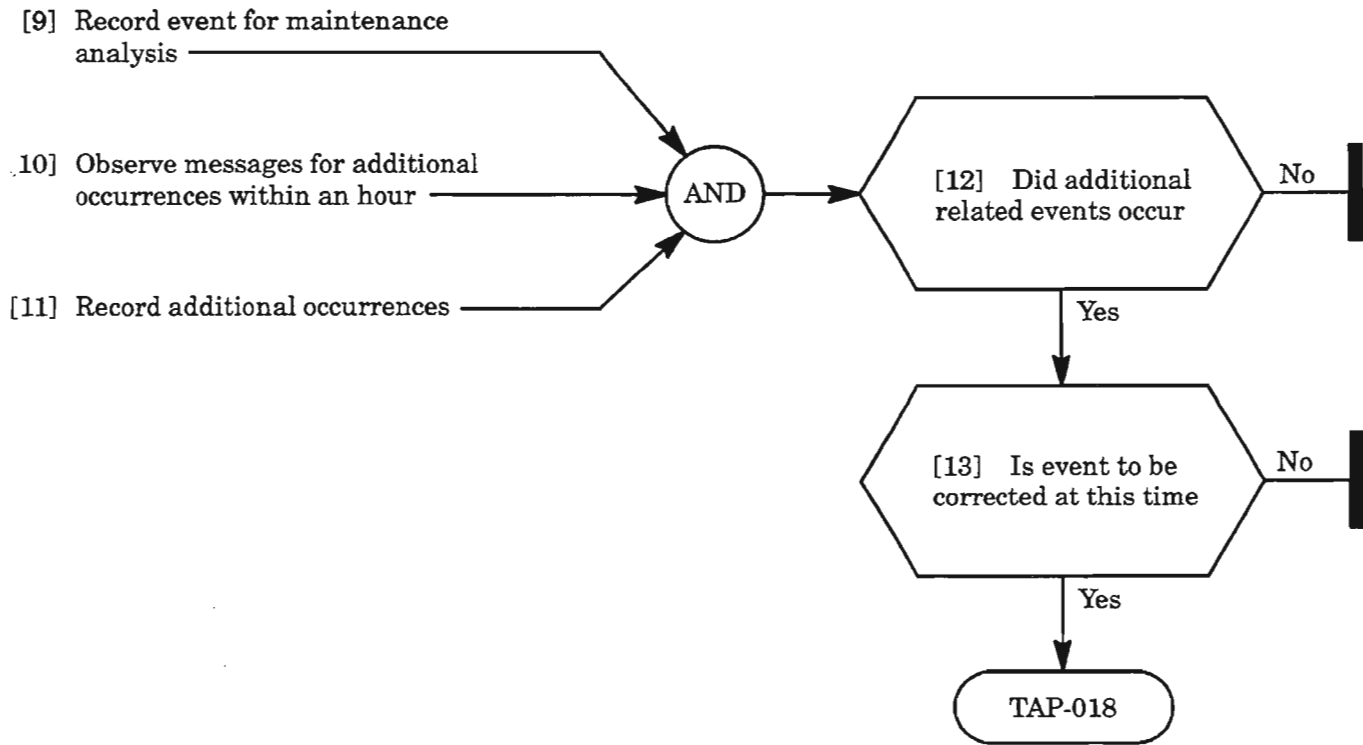 [9] Record event for maintenance
analysis
.10] Observe messages for additional
occurrences within an hour
[11] Record additional occurrences
AND
[12] Did additional
related events occur
No
Yes
[13] Is event to be
corrected at this time
No
Yes
TAP-018